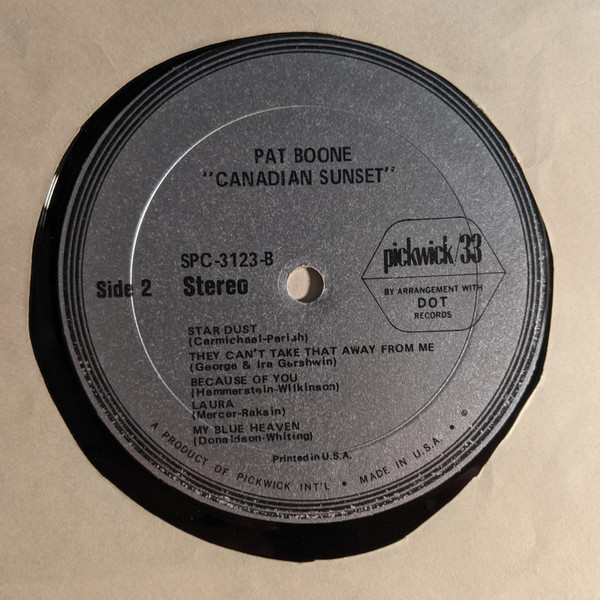 PAT BOONE
"CANADIAN SUNSET"
pickwick/33
BY ARRANGEMENT WITH
DOT
RECORDS
SPC-3123-B
Side 2 Stereo
STAR DUST
(Carmichael-Parish)
THEY CAN'T TAKE THAT AWAY FROM ME
(George & Ira Gershwin)
BECAUSE OF YOU
(Hammerstein-Wilkinson)
LAURA
(Mercer-Raksin)
MY BLUE HEAVEN
(Donaldson-Whiting)
Printed in U.S.A.
A PRODUCT OF PICKWICK INT'L • MADE IN U.S.A. • ℗